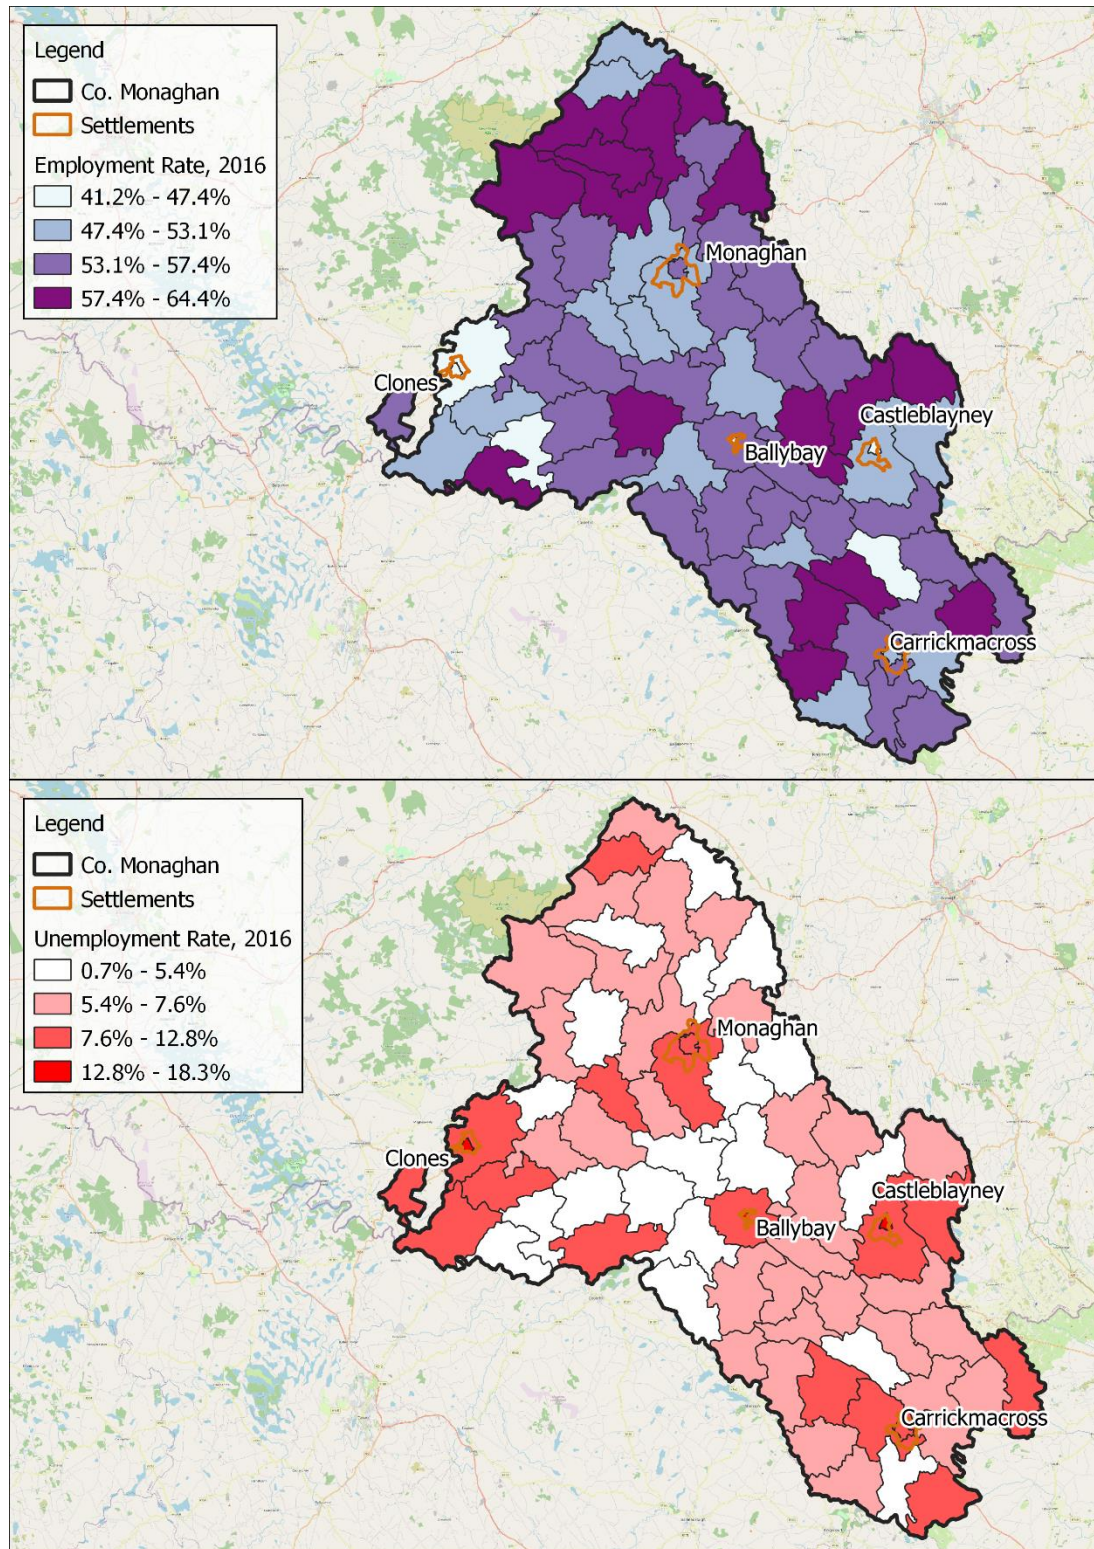 Legend
Co. Monaghan
Settlements
Employment Rate, 2016
41.2% - 47.4%
47.4% - 53.1%
53.1% - 57.4%
57.4% - 64.4%
Monaghan
Clones
Castleblayney
Ballybay
Carrickmacross
Legend
Co. Monaghan
Settlements
Unemployment Rate, 2016
0.7% - 5.4%
5.4% - 7.6%
7.6% - 12.8%
12.8% - 18.3%
Monaghan
Clones
Castleblayney
Ballybay
Carrickmacross